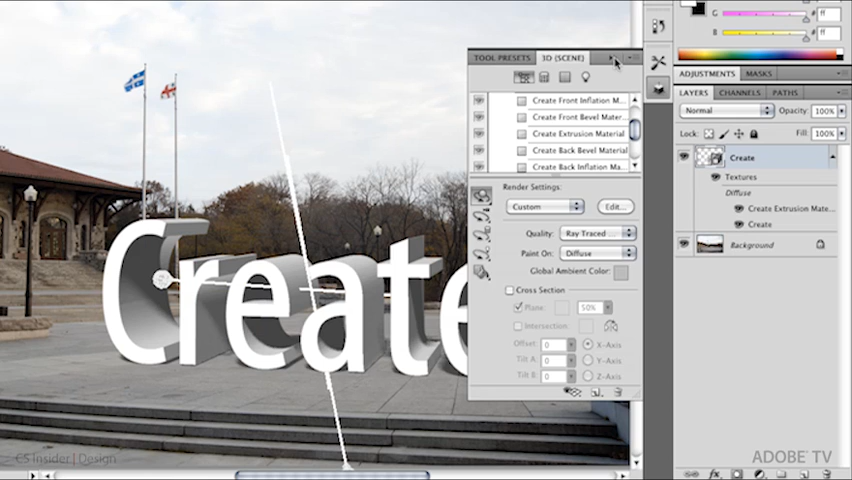 G
ff
B
ff
TOOL PRESETS
3D (SCENE)
Create Front Inflation M...
Create Front Bevel Mater...
Create Extrusion Material
Create Back Bevel Material
Create Back Inflation Ma...
Render Settings:
Custom
Edit...
Quality: Ray Traced ...
Paint On: Diffuse
Global Ambient Color:
Cross Section
Plane: 50%
Intersection
Offset: 0 X-Axis
Tilt A: 0 Y-Axis
Tilt B: 0 Z-Axis
ADJUSTMENTS MASKS
LAYERS CHANNELS PATHS
Normal Opacity: 100%
Lock: Fill: 100%
Create
Textures
Diffuse
Create Extrusion Mate...
Create
Background
Create
CS Insider | Design
ADOBE TV